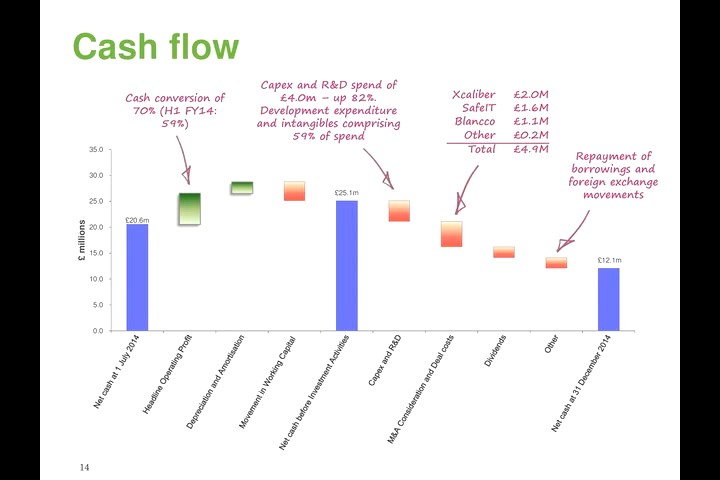 Cash flow
Cash conversion of
70% (H1 FY14:
59%)
Capex and R&D spend of
£4.0m – up 82%.
Development expenditure
and intangibles comprising
59% of spend
Xcaliber £2.0M
SafeIT £1.6M
Blancco £1.1M
Other £0.2M
Total £4.9M
Repayment of
borrowings and
foreign exchange
movements
£ millions
35.0
30.0
25.0
20.0
15.0
10.0
5.0
0.0
£20.6m
£25.1m
£12.1m
Net cash at 1 July 2014
Headline Operating Profit
Depreciation and Amortisation
Movement in Working Capital
Net cash before Investment Activities
Capex and R&D
M&A Consideration and Deal costs
Dividends
Other
Net cash at 31 December 2014
14